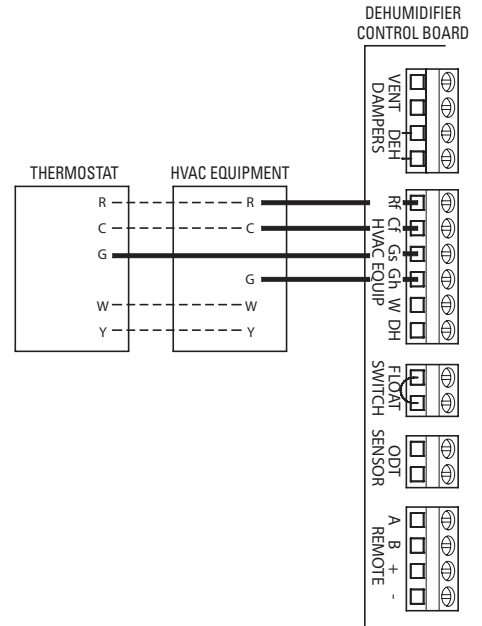 DEHUMIDIFIER
CONTROL BOARD
VENT
DEH
DAMPERS
THERMOSTAT
HVAC EQUIPMENT
R
R
Rf
C
C
Cf
G
Gs
G
Gh
W
W
W
Y
Y
DH
HVAC EQUIP
FLOAT
SWITCH
ODT
SENSOR
A
B
+
-
REMOTE